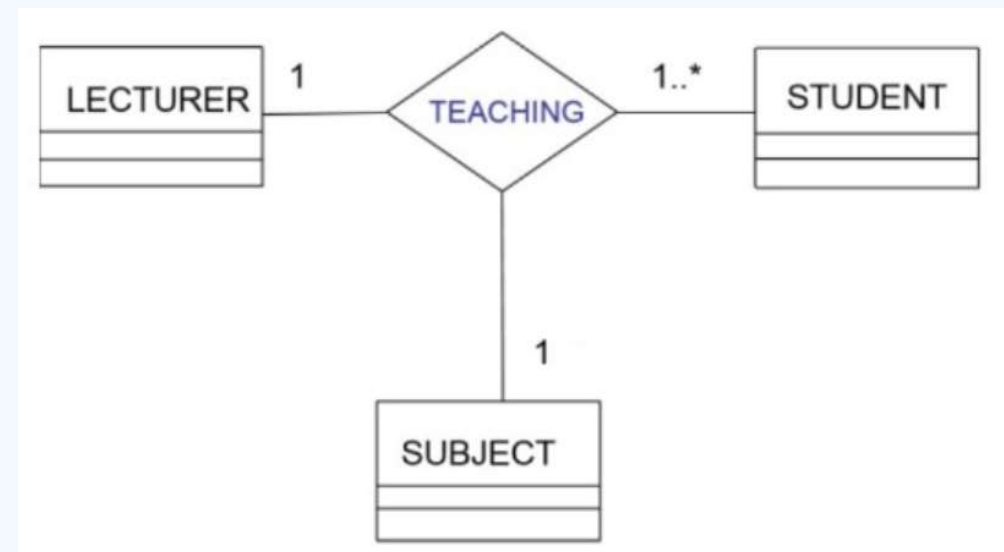 LECTURER
1
TEACHING
1..*
STUDENT
1
SUBJECT